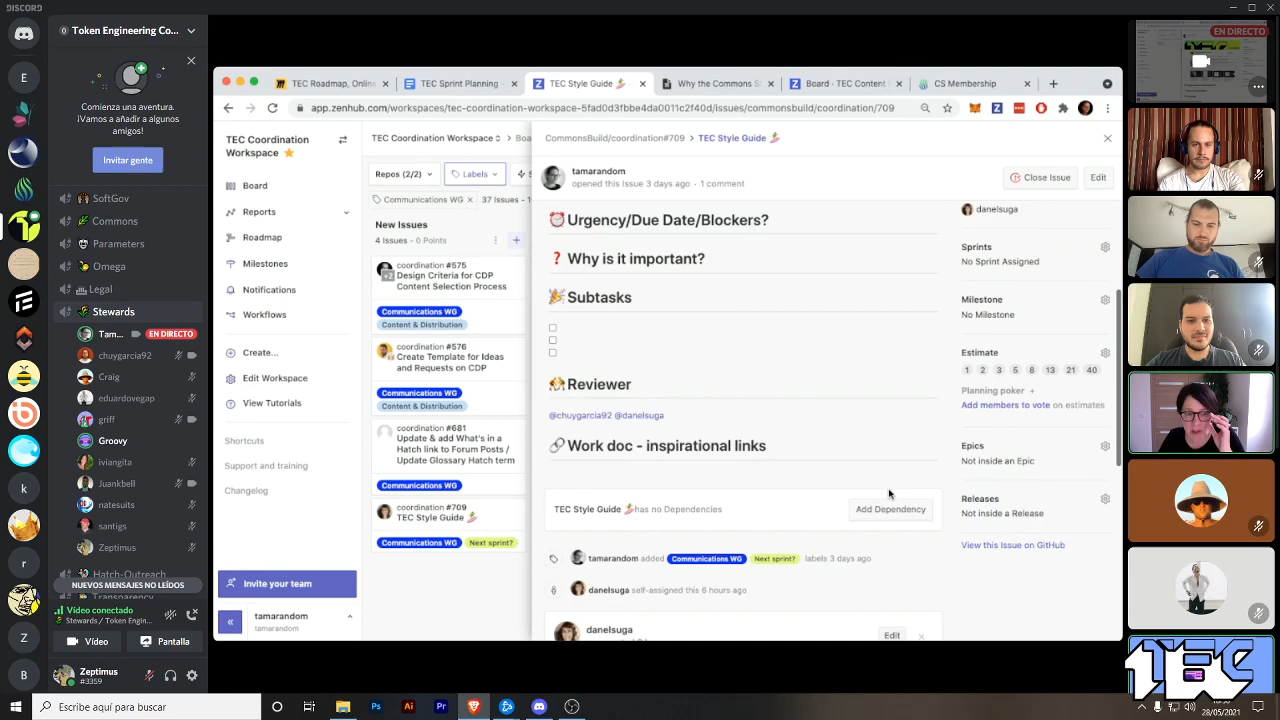 DISCORD
Token Engineering Co
Invitar gente
SoftGov
Commons
Parameters
Omega
Legal
Stewards
Tam... EN DIRECTO
chuygarcia92
Craig
eduardovegap
griff
Groovy
iviangita
Juankbell
natesuits
santigs
Zeptimus
Hatch-Outreach
NUEVOS MENSAJES NO LEÍDOS
Transparency
Vídeo conectado
Stewards / Token Engin...
Vídeo
Pantalla
Zeptimus
#3359
TEC Roadmap, Online
TEC Sprint Planning
TEC Style Guide
Why the Commons S
Board - TEC Content
CS Membership
app.zenhub.com/workspaces/tec-coordination-workspace-5fad0d3fbbe4da0011c2f40d/issues/commonsbuild/coordination/709
TEC Coordination
Workspace
Board
Reports
Roadmap
Milestones
Notifications
Workflows
Create...
Edit Workspace
View Tutorials
Shortcuts
Support and training
Changelog
Invite your team
tamarandom
tamarandom
TEC Coordination Workspace > Boa
Repos (2/2)
Labels
Communications WG × 37 Issues
New Issues
4 Issues - 0 Points
coordination #575
Design Criteria for CDP
Content Selection Process
Communications WG
Content & Distribution
coordination #576
Create Template for Ideas
and Requests on CDP
Communications WG
Content & Distribution
coordination #681
Update & add What's in a
Hatch link to Forum Posts /
Update Glossary Hatch term
Communications WG
coordination #709
TEC Style Guide
Communications WG Next sprint?
CommonsBuild/coordination#709 > TEC Style Guide
tamarandom
opened this Issue 3 days ago · 1 comment
Close Issue
Edit
⏰Urgency/Due Date/Blockers?
❓ Why is it important?
🎉Subtasks
Reviewer
@chuygarcia92 @danelsuga
🔗Work doc - inspirational links
TEC Style Guide has no Dependencies
Add Dependency
tamarandom added Communications WG Next sprint? labels 3 days ago
danelsuga self-assigned this 6 hours ago
danelsuga
Edit
danelsuga
Sprints
No Sprint Assigned
Milestone
No Milestone
Estimate
1 2 3 5 8 13 21 40
Planning poker +
Add members to vote on estimates
Epics
Not inside an Epic
Releases
Not inside a Release
View this Issue on GitHub
EN DIRECTO
TEC
Escribe aquí para buscar
28/05/2021